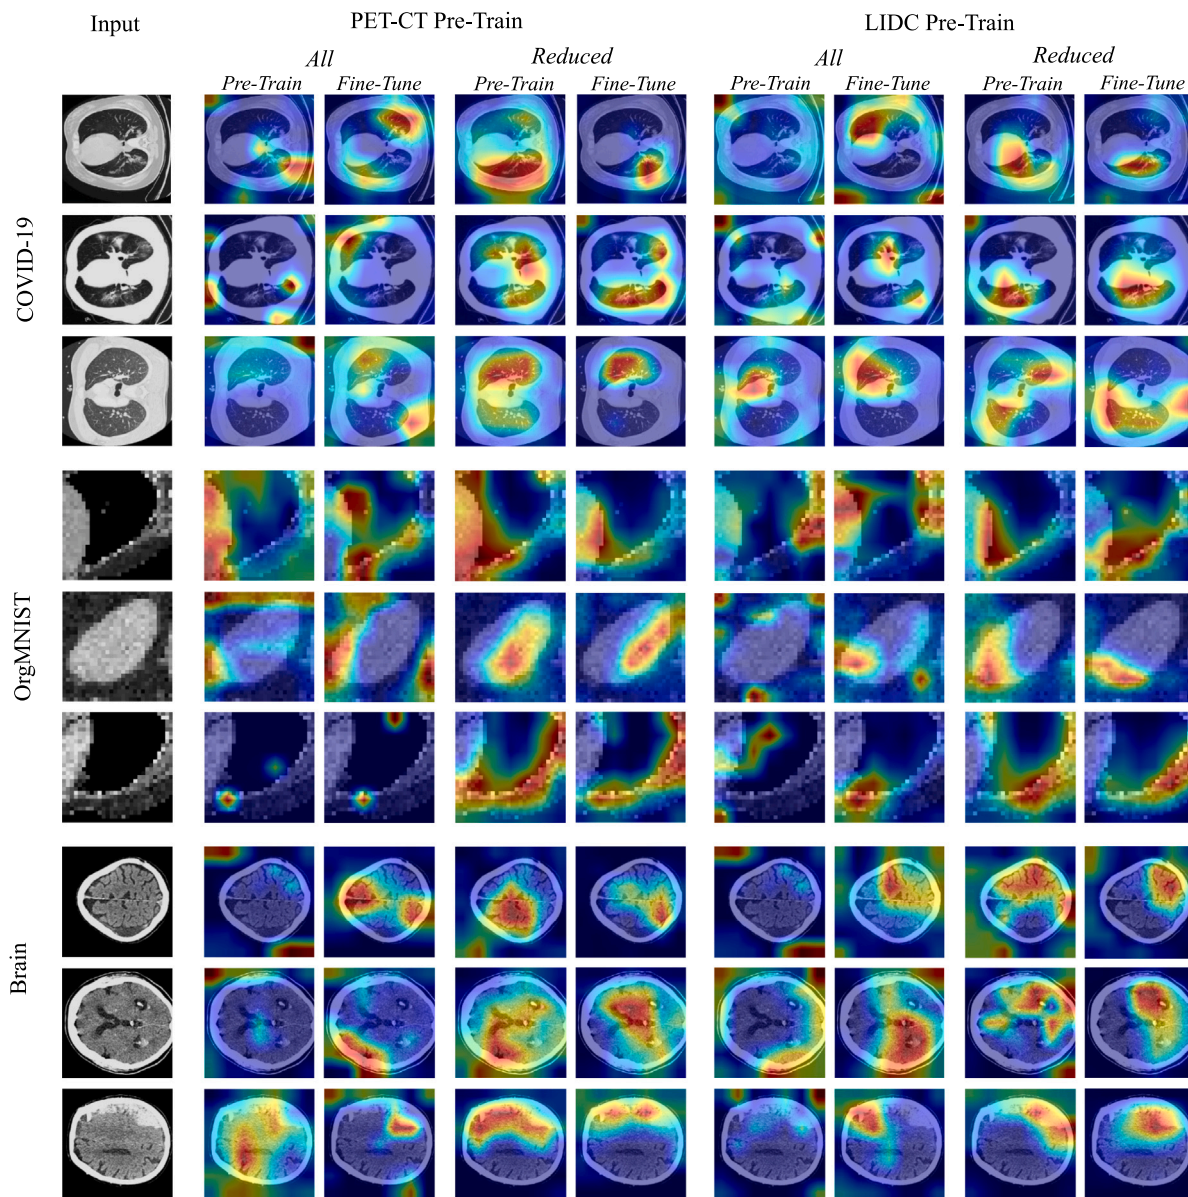 Input PET-CT Pre-Train LIDC Pre-Train
All Reduced All Reduced
Pre-Train Fine-Tune Pre-Train Fine-Tune Pre-Train Fine-Tune Pre-Train Fine-Tune
COVID-19
OrgMNIST
Brain